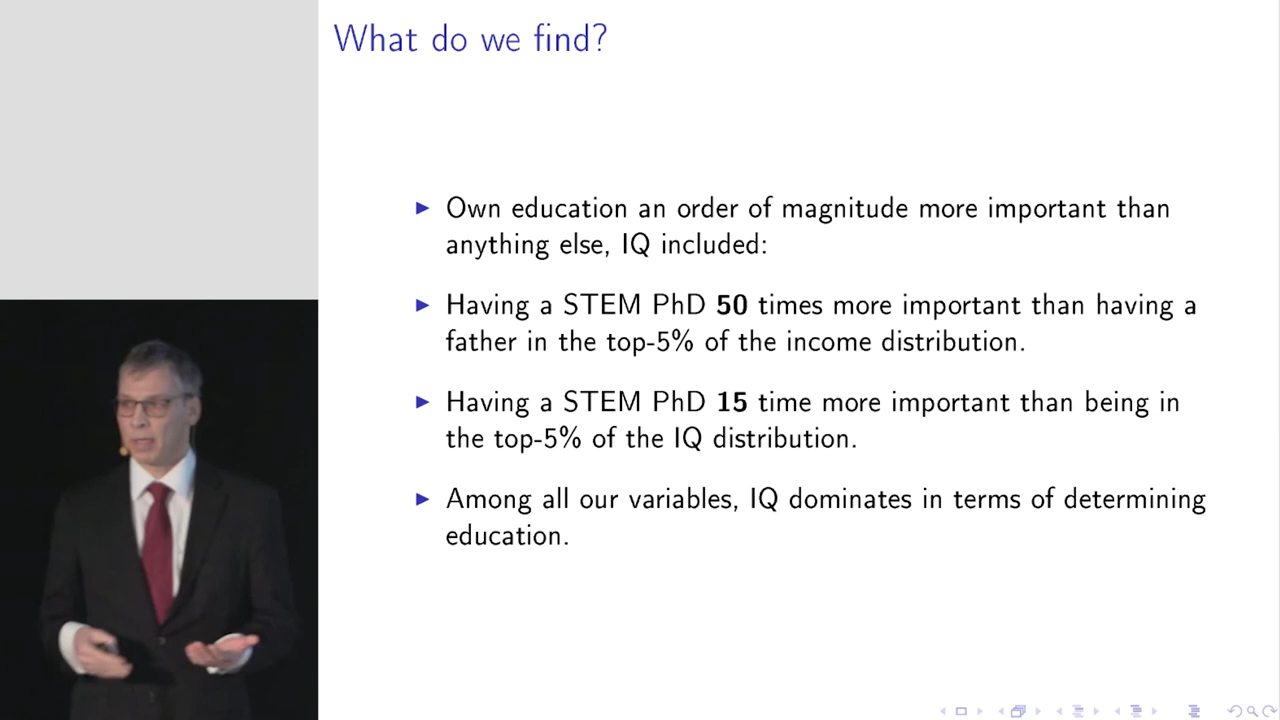 What do we find?
Own education an order of magnitude more important than
anything else, IQ included:
Having a STEM PhD 50 times more important than having a
father in the top-5% of the income distribution.
Having a STEM PhD 15 time more important than being in
the top-5% of the IQ distribution.
Among all our variables, IQ dominates in terms of determining
education.